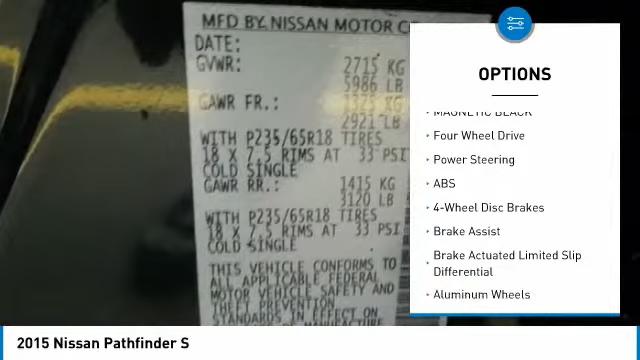 MFD BY NISSAN MOTOR
DATE:
GVWR: 2715 KG
5986 LB
GAWR FR.: 1325 KG
2921 LB
WITH P235/65R18 TIRES
18 X 7.5 RIMS AT 33 PSI
COLD SINGLE
GAWR RR.: 1415 KG
3120 LB
WITH P235/65R18 TIRES
18 X 7.5 RIMS AT 33 PSI
COLD SINGLE
THIS VEHICLE CONFORMS TO
ALL APPLICABLE FEDERAL
MOTOR VEHICLE SAFETY AND
THEFT PREVENTION
STANDARDS IN EFFECT ON
OPTIONS
MAGNETIC BLACK
Four Wheel Drive
Power Steering
ABS
4-Wheel Disc Brakes
Brake Assist
Brake Actuated Limited Slip
Differential
Aluminum Wheels
2015 Nissan Pathfinder S